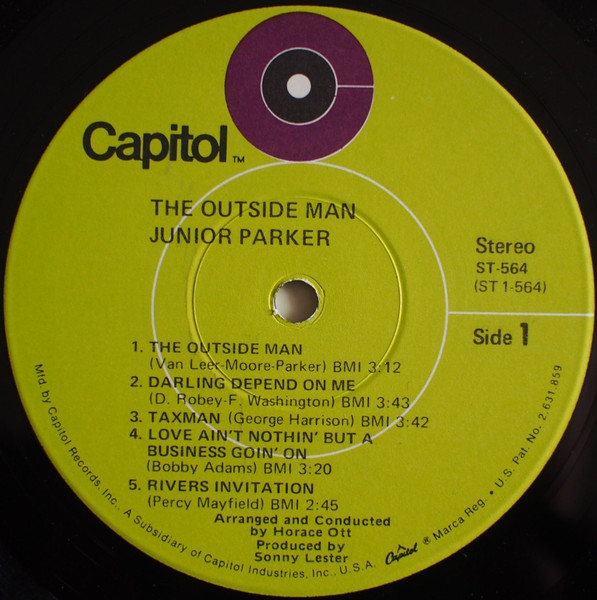 Capitol TM
THE OUTSIDE MAN
JUNIOR PARKER
Stereo
ST-564
(ST 1-564)
Side 1
1. THE OUTSIDE MAN
(Van Leer-Moore-Parker) BMI 3:12
2. DARLING DEPEND ON ME
(D. Robey-F. Washington) BMI 3:43
3. TAXMAN (George Harrison) BMI 3:42
4. LOVE AIN'T NOTHIN' BUT A
BUSINESS GOIN' ON
(Bobby Adams) BMI 3:20
5. RIVERS INVITATION
(Percy Mayfield) BMI 2:45
Arranged and Conducted
by Horace Ott
Produced by
Sonny Lester
Mfd. by Capitol Records, Inc., A Subsidiary of Capitol Industries, Inc., U.S.A. Capitol ® Marca Reg. • U.S. Pat. No. 2,631,859